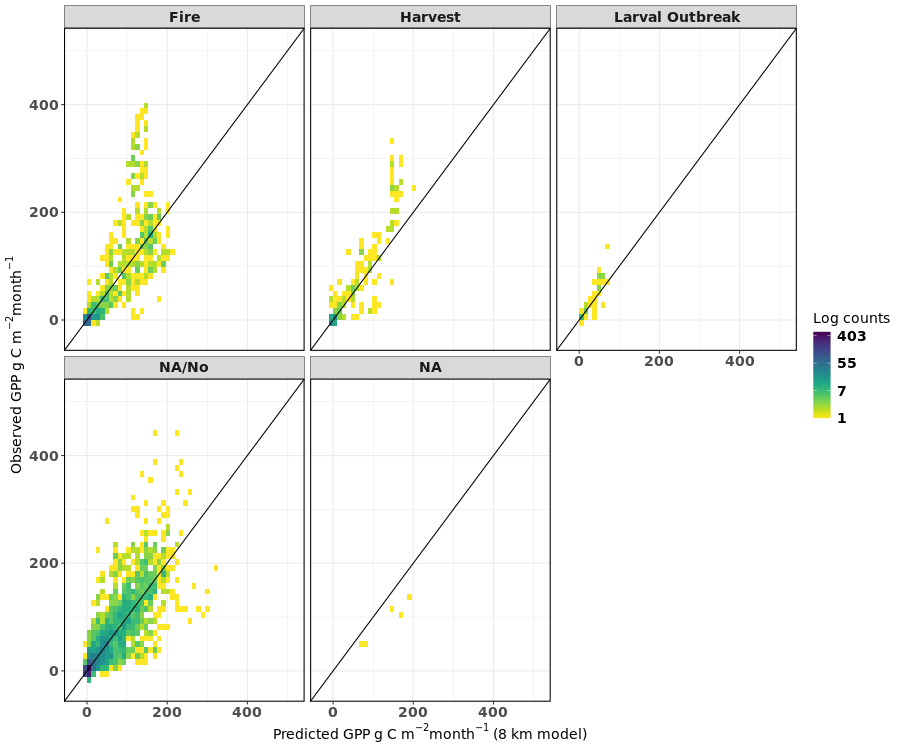 Fire
Harvest
Larval Outbreak
400
200
0
0 200 400
NA/No
NA
400
200
0
0 200 400
0 200 400
Observed GPP g C m⁻²month⁻¹
Predicted GPP g C m⁻²month⁻¹ (8 km model)
Log counts
403
55
7
1